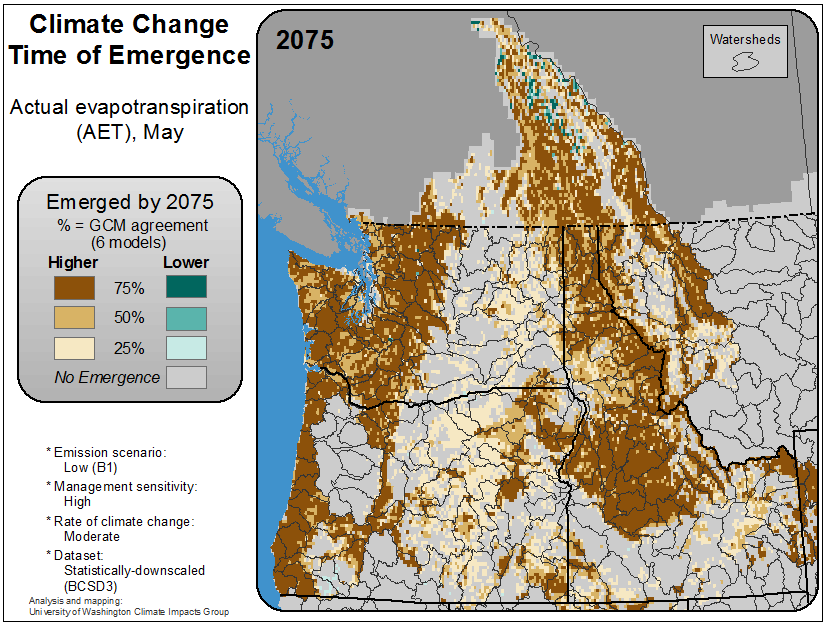 Climate Change
Time of Emergence
Actual evapotranspiration
(AET), May
Emerged by 2075
% = GCM agreement
(6 models)
Higher Lower
75%
50%
25%
No Emergence
* Emission scenario:
Low (B1)
* Management sensitivity:
High
* Rate of climate change:
Moderate
* Dataset:
Statistically-downscaled
(BCSD3)
Analysis and mapping:
University of Washington Climate Impacts Group
2075
Watersheds